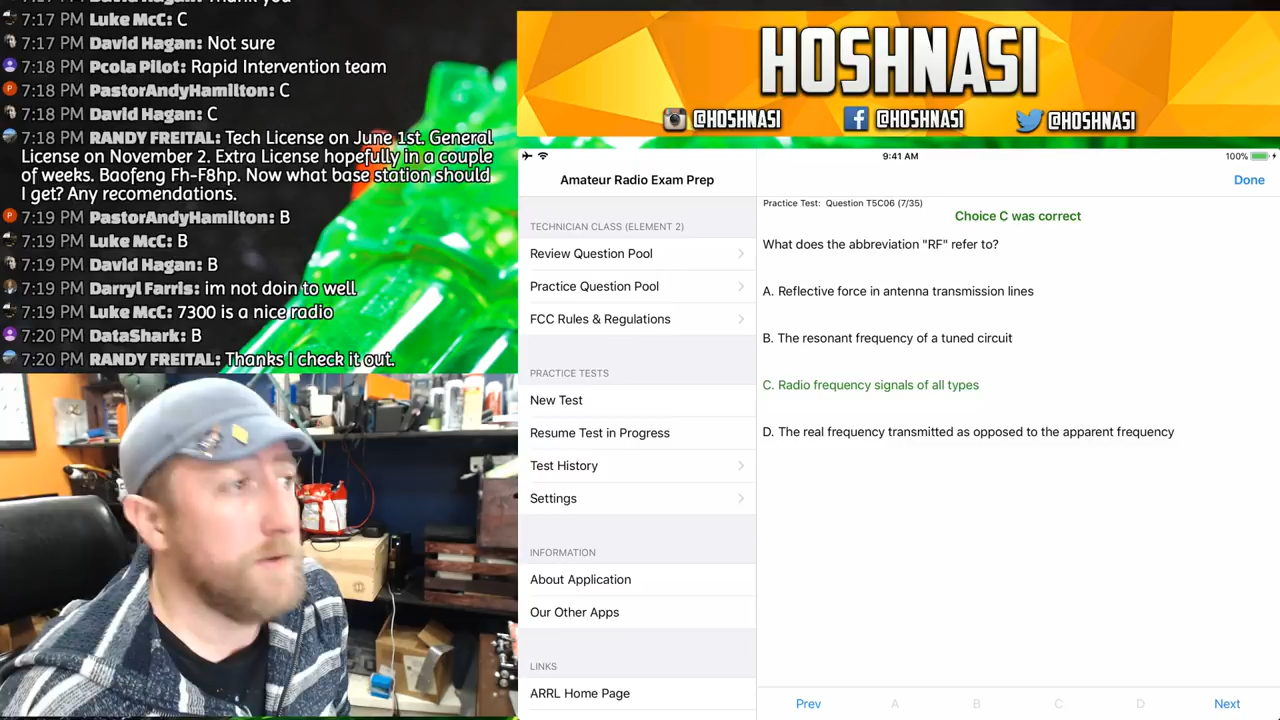 7:17 PM Luke McC: C
7:17 PM David Hagan: Not sure
7:18 PM Pcola Pilot: Rapid Intervention team
7:18 PM PastorAndyHamilton: C
7:18 PM David Hagan: C
7:18 PM RANDY FREITAL: Tech License on June 1st. General
License on November 2. Extra License hopefully in a couple
of weeks. Baofeng Fh-F8hp. Now what base station should
I get? Any recomendations.
7:19 PM PastorAndyHamilton: B
7:19 PM Luke McC: B
7:19 PM David Hagan: B
7:19 PM Darryl Farris: im not doin to well
7:19 PM Luke McC: 7300 is a nice radio
7:20 PM DataShark: B
7:20 PM RANDY FREITAL: Thanks I check it out.
HOSHNASI
@HOSHNASI @HOSHNASI @HOSHNASI
9:41 AM
100%
Amateur Radio Exam Prep
Done
TECHNICIAN CLASS (ELEMENT 2)
Review Question Pool
Practice Question Pool
FCC Rules & Regulations
PRACTICE TESTS
New Test
Resume Test in Progress
Test History
Settings
INFORMATION
About Application
Our Other Apps
LINKS
ARRL Home Page
Practice Test: Question T5C06 (7/35)
Choice C was correct
What does the abbreviation "RF" refer to?
A. Reflective force in antenna transmission lines
B. The resonant frequency of a tuned circuit
C. Radio frequency signals of all types
D. The real frequency transmitted as opposed to the apparent frequency
Prev A B C D Next